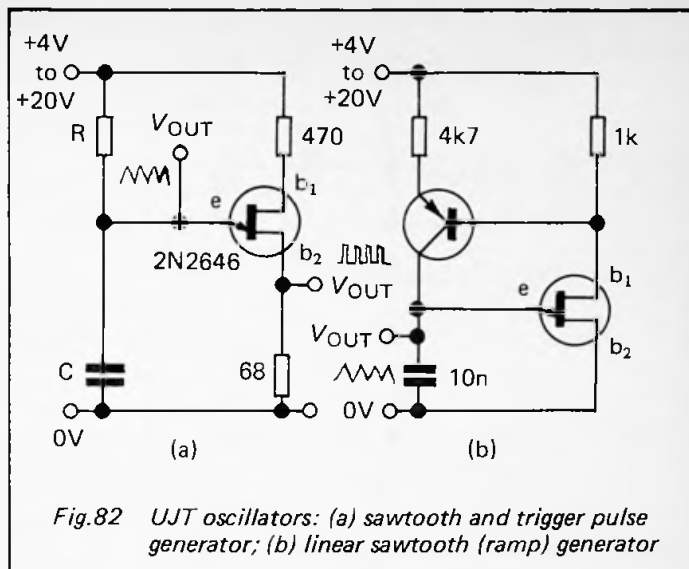 +4V
to
+20V
R
VOUT
470
e
b1
b2
2N2646
VOUT
C
68
0V
(a)
+4V
to
+20V
4k7
1k
e
b1
b2
VOUT
10n
0V
(b)
Fig.82 UJT oscillators: (a) sawtooth and trigger pulse
generator; (b) linear sawtooth (ramp) generator